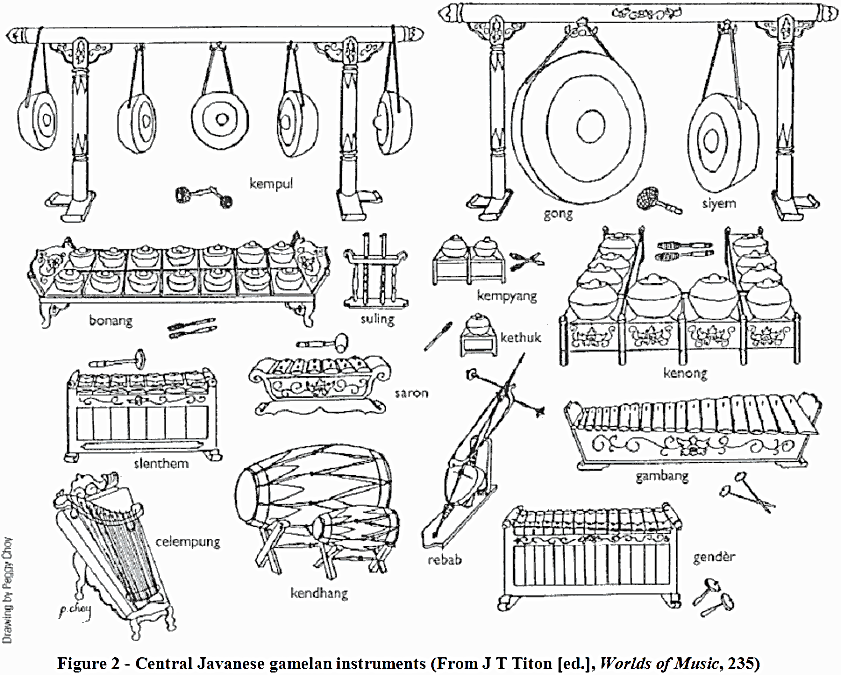 kempul
gong
siyem
bonang
suling
kempyang
kethuk
kenong
slenthem
saron
gambang
celempung
kendhang
rebab
gendèr
p.choy
Drawing by Peggy Choy
Figure 2 - Central Javanese gamelan instruments (From J T Titon [ed.], Worlds of Music, 235)